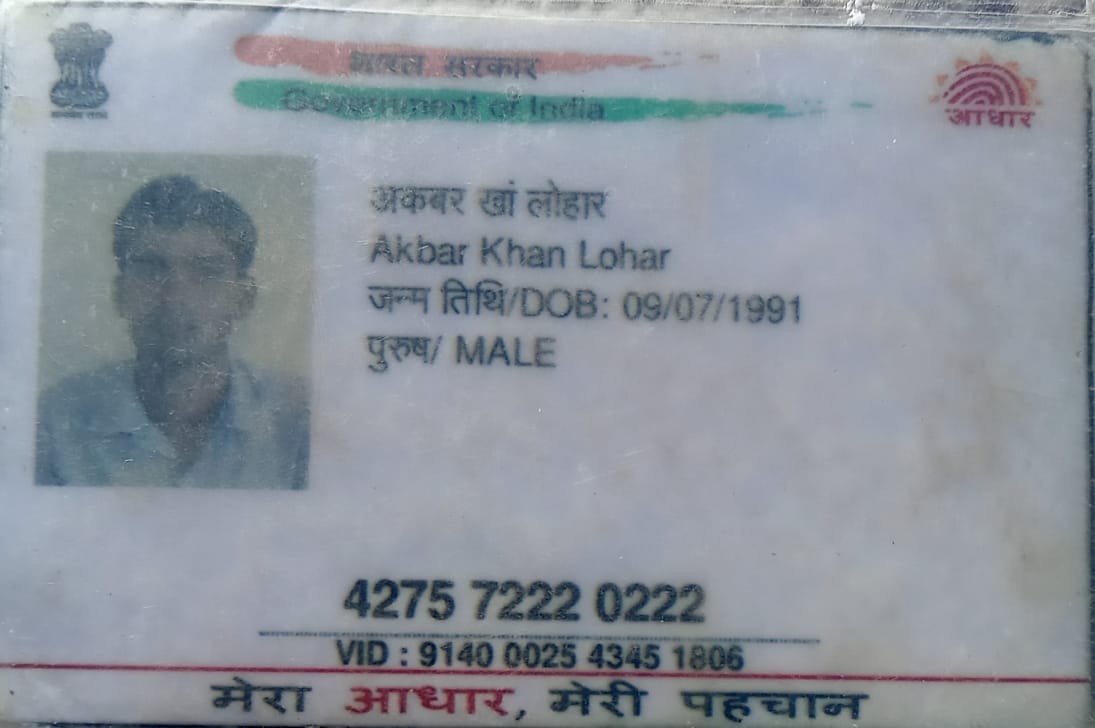 भारत सरकार
Government of India
आधार
अकबर खां लोहार
Akbar Khan Lohar
जन्म तिथि/DOB: 09/07/1991
पुरुष/ MALE
4275 7222 0222
VID : 9140 0025 4345 1806
मेरा आधार, मेरी पहचान